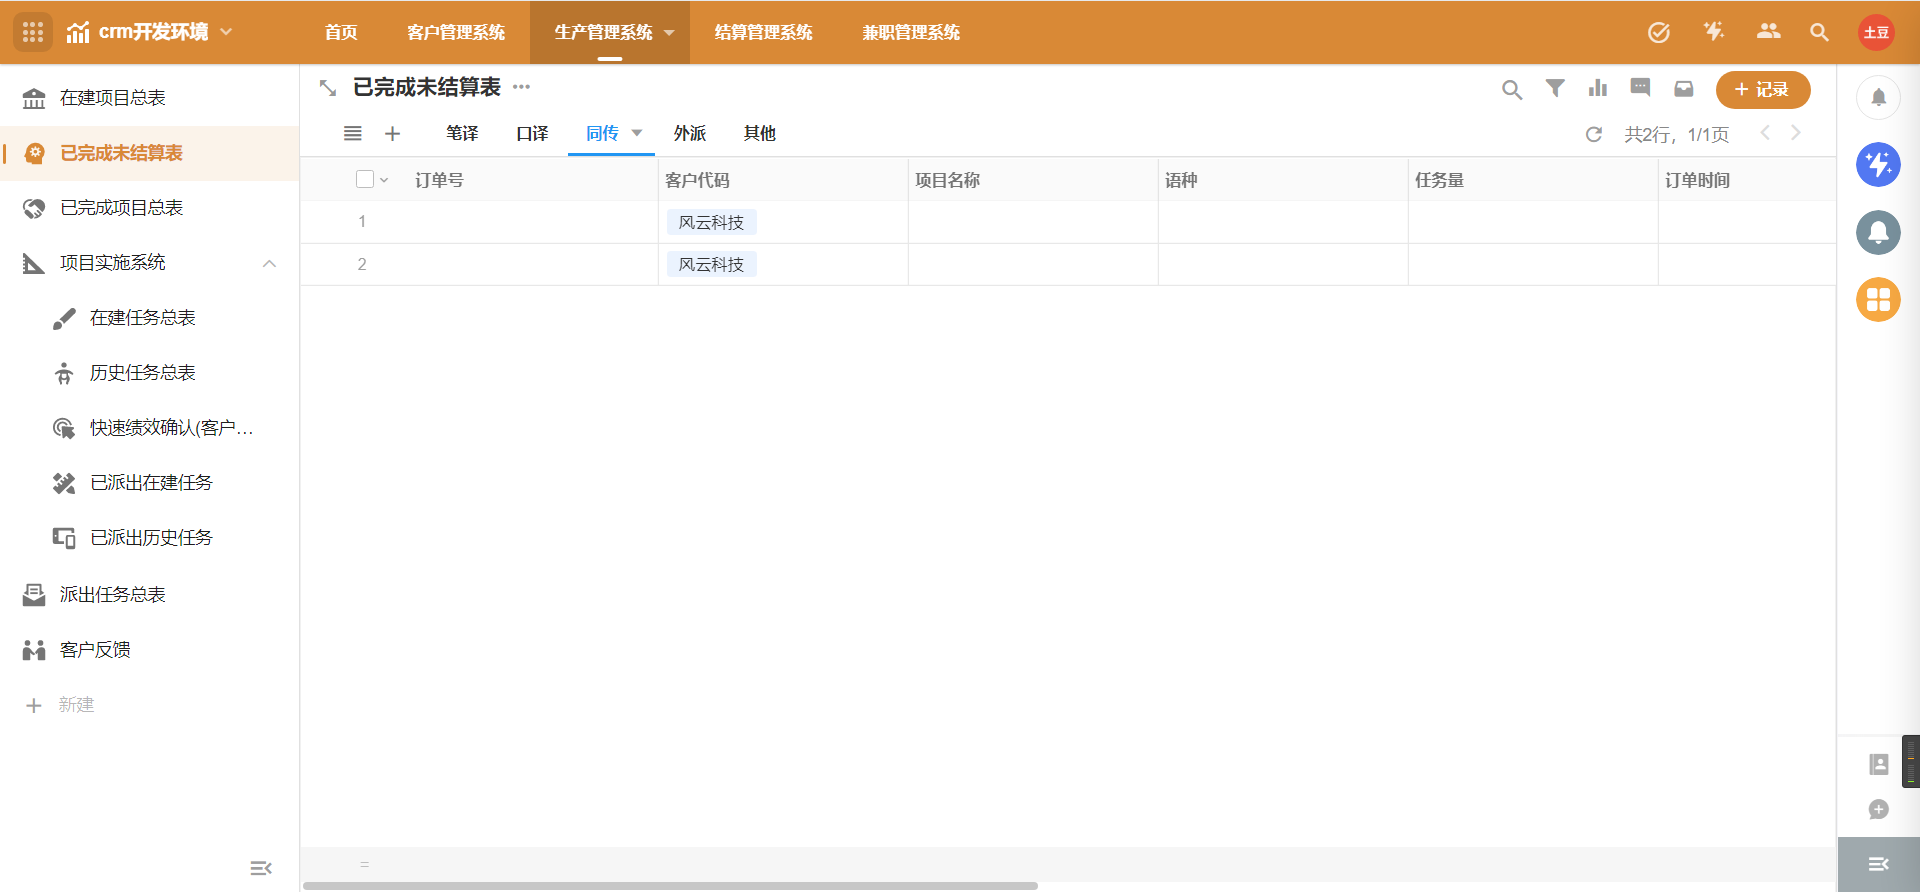 crm开发环境
首页
客户管理系统
生产管理系统
结算管理系统
兼职管理系统
土豆
在建项目总表
已完成未结算表
已完成项目总表
项目实施系统
在建任务总表
历史任务总表
快速绩效确认(客户...
已派出在建任务
已派出历史任务
派出任务总表
客户反馈
+ 新建
已完成未结算表 ···
+ 记录
笔译
口译
同传
外派
其他
共2行，1/1页
订单号
客户代码
项目名称
语种
任务量
订单时间
1 风云科技
2 风云科技
=